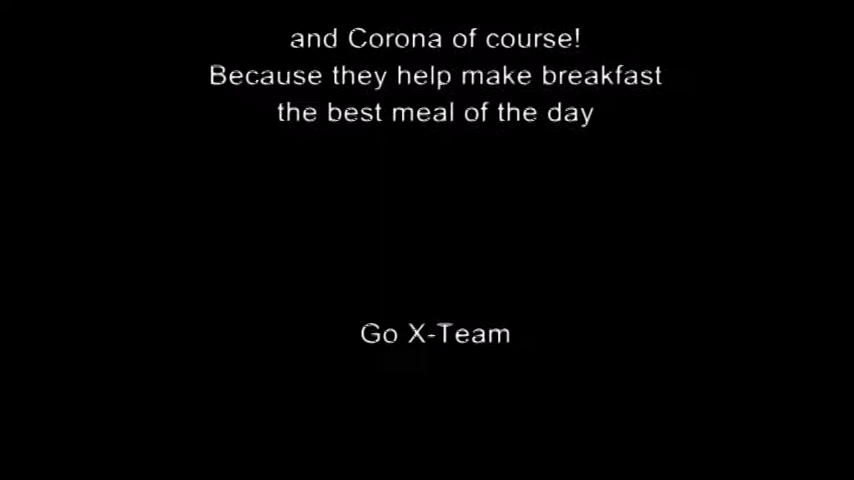 and Corona of course!
Because they help make breakfast
the best meal of the day
Go X-Team